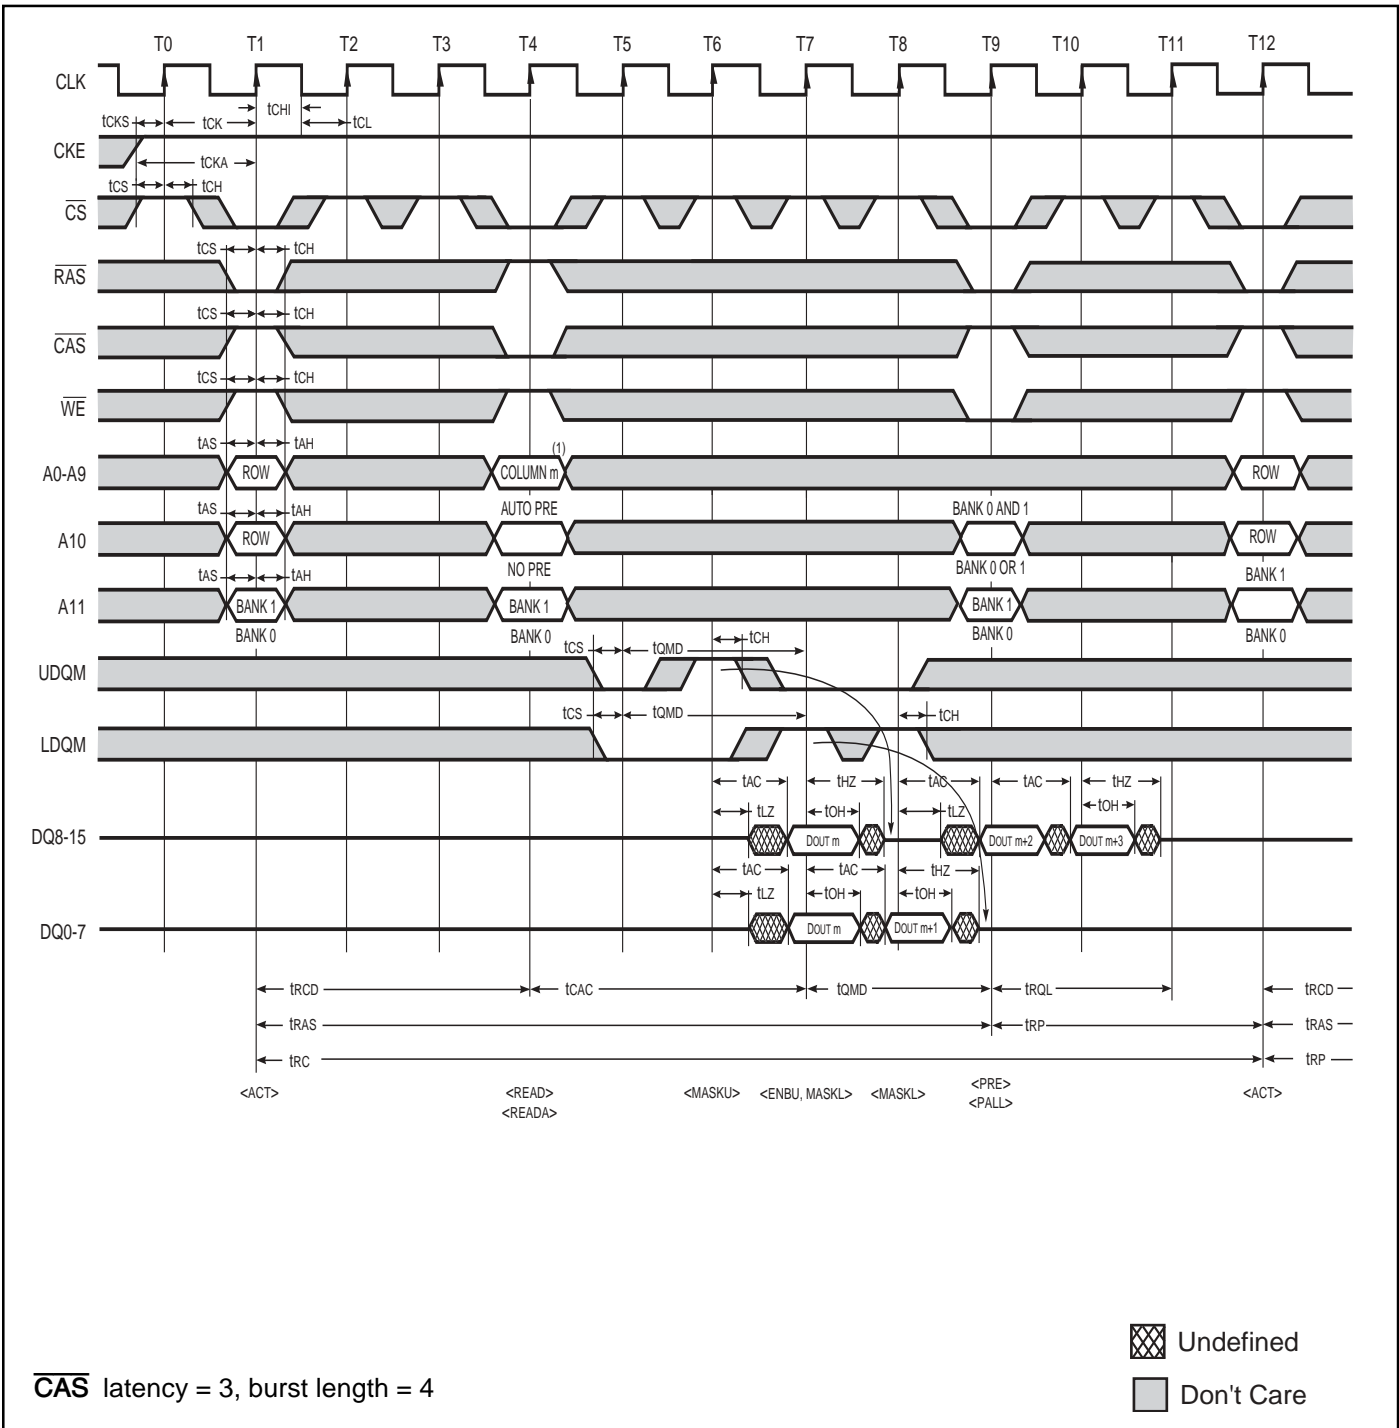 T0 T1 T2 T3 T4 T5 T6 T7 T8 T9 T10 T11 T12
CLK
tCHI
tCKS tCK tCL
CKE
tCKA
tCS tCH
CS
tCS tCH
RAS
tCS tCH
CAS
tCS tCH
WE
tAS tAH (1)
A0-A9 ROW COLUMN m ROW
tAS tAH AUTO PRE BANK 0 AND 1
A10 ROW ROW
NO PRE BANK 0 OR 1
tAS tAH BANK 1
A11 BANK 1 BANK 1 BANK 1
BANK 0 BANK 0 BANK 0 BANK 0
tCS tQMD tCH
UDQM
tCS tQMD tCH
LDQM
tAC tHZ tAC tAC tHZ
tLZ tOH tLZ tOH
DQ8-15 DOUT m DOUT m+2 DOUT m+3
tAC tAC tHZ
tLZ tOH tOH
DQ0-7 DOUT m DOUT m+1
tRCD tCAC tQMD tRQL tRCD
tRAS tRP tRAS
tRC tRP
<ACT> <READ> <MASKU> <ENBU, MASKL> <MASKL> <PRE> <ACT>
<READA> <PALL>
Undefined
CAS latency = 3, burst length = 4
Don't Care